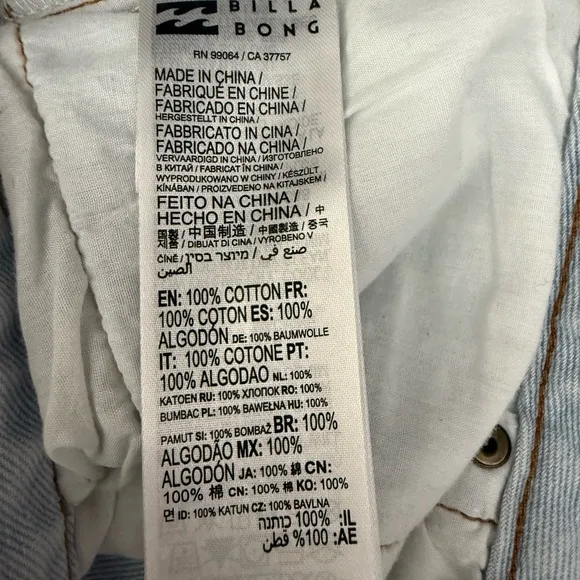 BILLA
BONG
RN 99064 / CA 37757
MADE IN CHINA /
FABRIQUÉ EN CHINE /
FABRICADO EN CHINA /
HERGESTELLT IN CHINA /
FABBRICATO IN CINA /
FABRICADO NA CHINA /
VERVAARDIGD IN CHINA / ИЗГОТОВЛЕНО
В КИТАЙ / FABRICAT ÎN CHINA /
WYPRODUKOWANO W CHINY / KÉSZÜLT
KÍNÁBAN / PROIZVEDENO NA KITAJSKEM /
FEITO NA CHINA /
HECHO EN CHINA / 中
国製 / 中国制造 / 中國製造 / 중국
제품 / DIBUAT DI CINA / VYROBENO V
ČÍNĚ / מיוצר בסין / صنع في
الصين
EN: 100% COTTON FR:
100% COTON ES: 100%
ALGODÓN DE: 100% BAUMWOLLE
IT: 100% COTONE PT:
100% ALGODAO NL: 100%
KATOEN RU: 100% ХЛОПОК RO: 100%
BUMBAC PL: 100% BAWEŁNA HU: 100%
PAMUT SI: 100% BOMBAŽ BR: 100%
ALGODÃO MX: 100%
ALGODÓN JA: 100% 綿 CN:
100% 棉 CN: 100% 棉 KO: 100%
면 ID: 100% KATUN CZ: 100% BAVLNA
IL: 100% כותנה
AE: 100% قطن